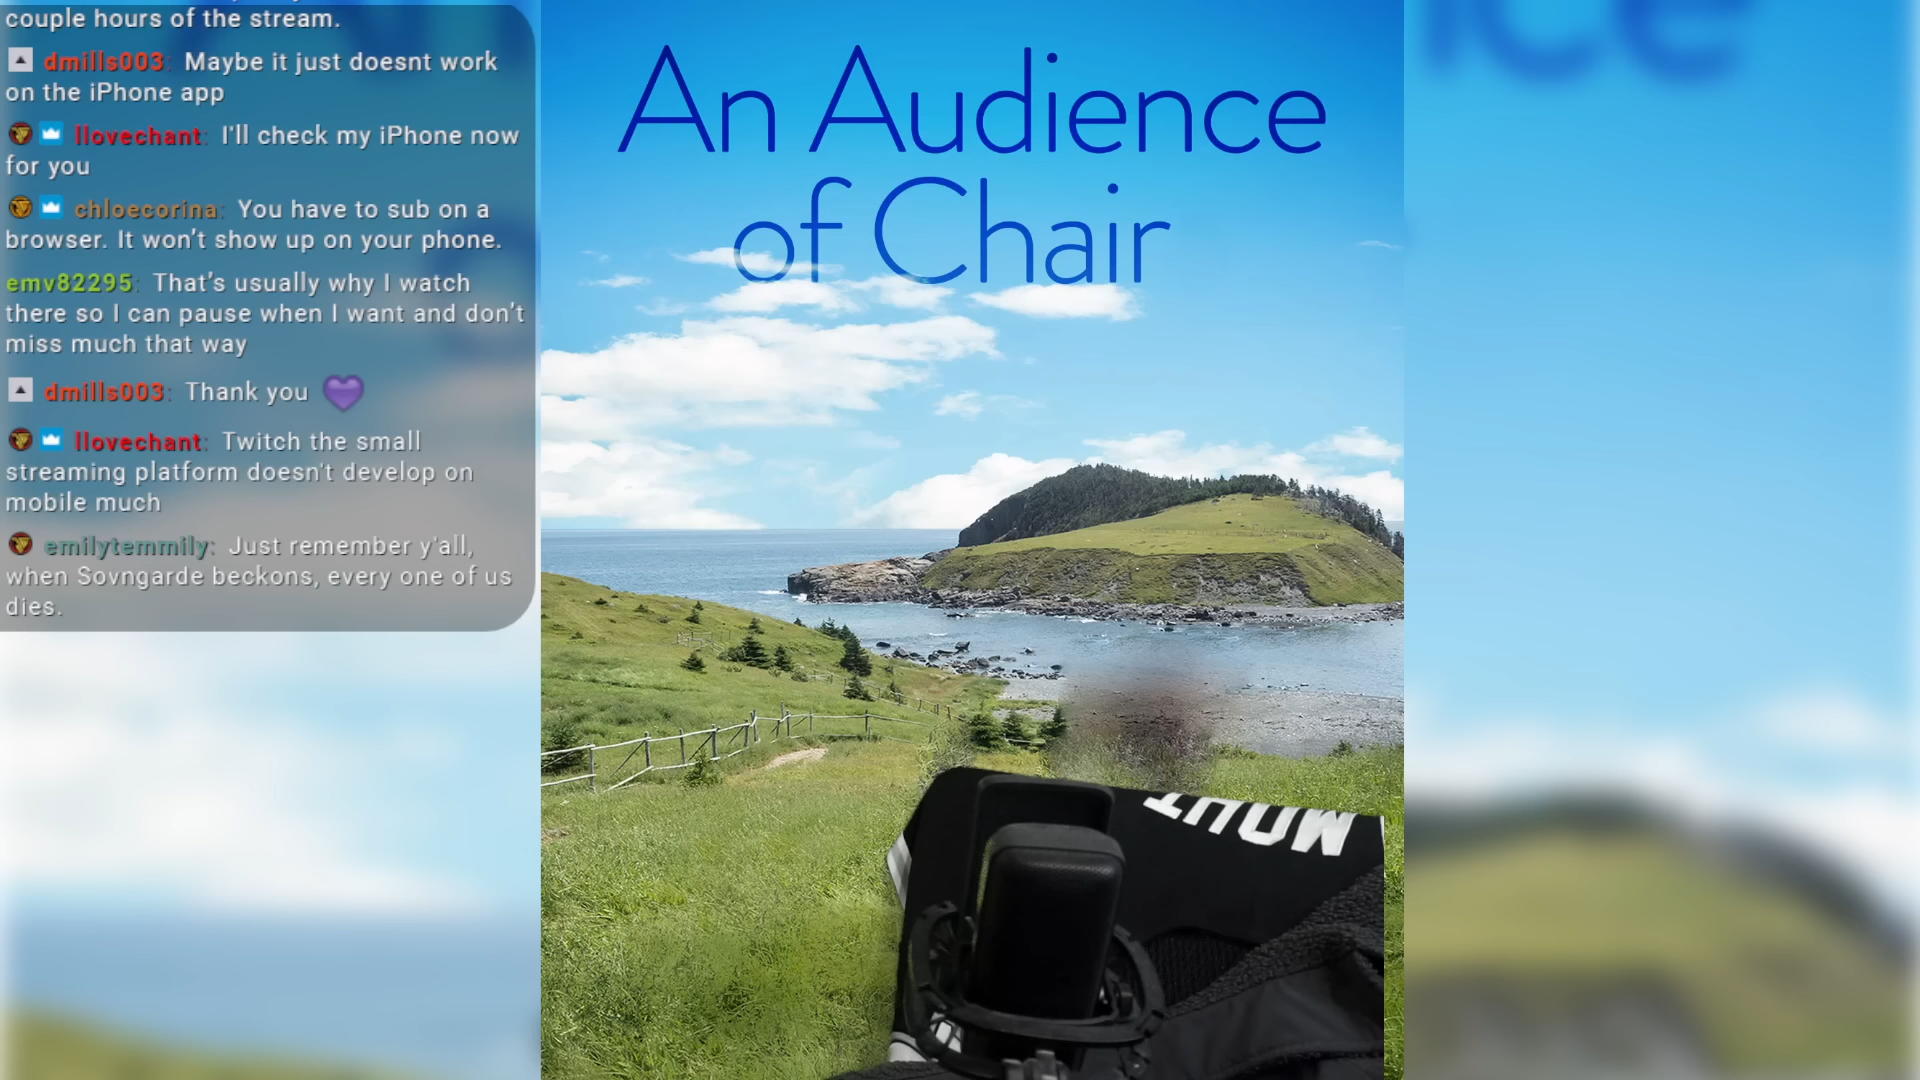 couple hours of the stream.
dmills003: Maybe it just doesnt work
on the iPhone app
llovechant: I'll check my iPhone now
for you
chloecorina: You have to sub on a
browser. It won't show up on your phone.
emv82295: That's usually why I watch
there so I can pause when I want and don't
miss much that way
dmills003: Thank you
llovechant: Twitch the small
streaming platform doesn't develop on
mobile much
emilytemmily: Just remember y'all,
when Sovngarde beckons, every one of us
dies.
An Audience
of Chair